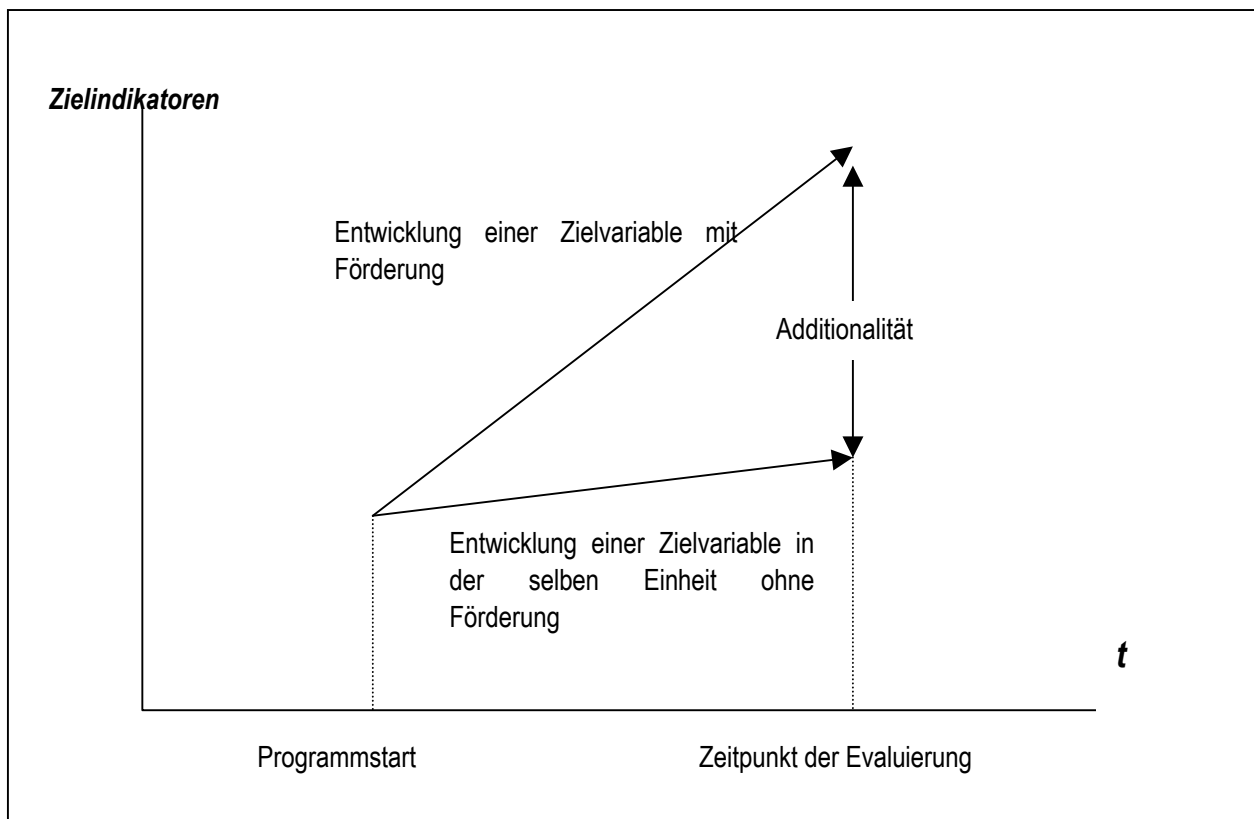 Zielindikatoren
Entwicklung einer Zielvariable mit
Förderung
Additionalität
Entwicklung einer Zielvariable in
der selben Einheit ohne
Förderung
t
Programmstart
Zeitpunkt der Evaluierung